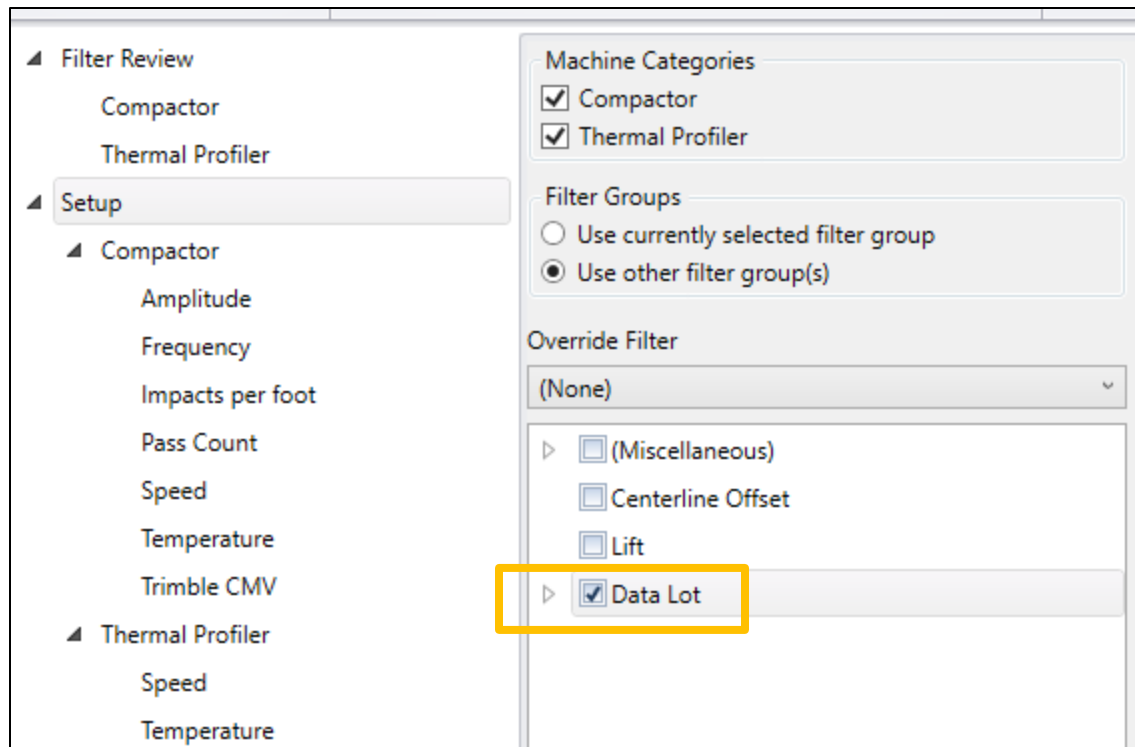 Filter Review
Compactor
Thermal Profiler
Setup
Compactor
Amplitude
Frequency
Impacts per foot
Pass Count
Speed
Temperature
Trimble CMV
Thermal Profiler
Speed
Temperature
Machine Categories
Compactor
Thermal Profiler
Filter Groups
Use currently selected filter group
Use other filter group(s)
Override Filter
(None)
(Miscellaneous)
Centerline Offset
Lift
Data Lot